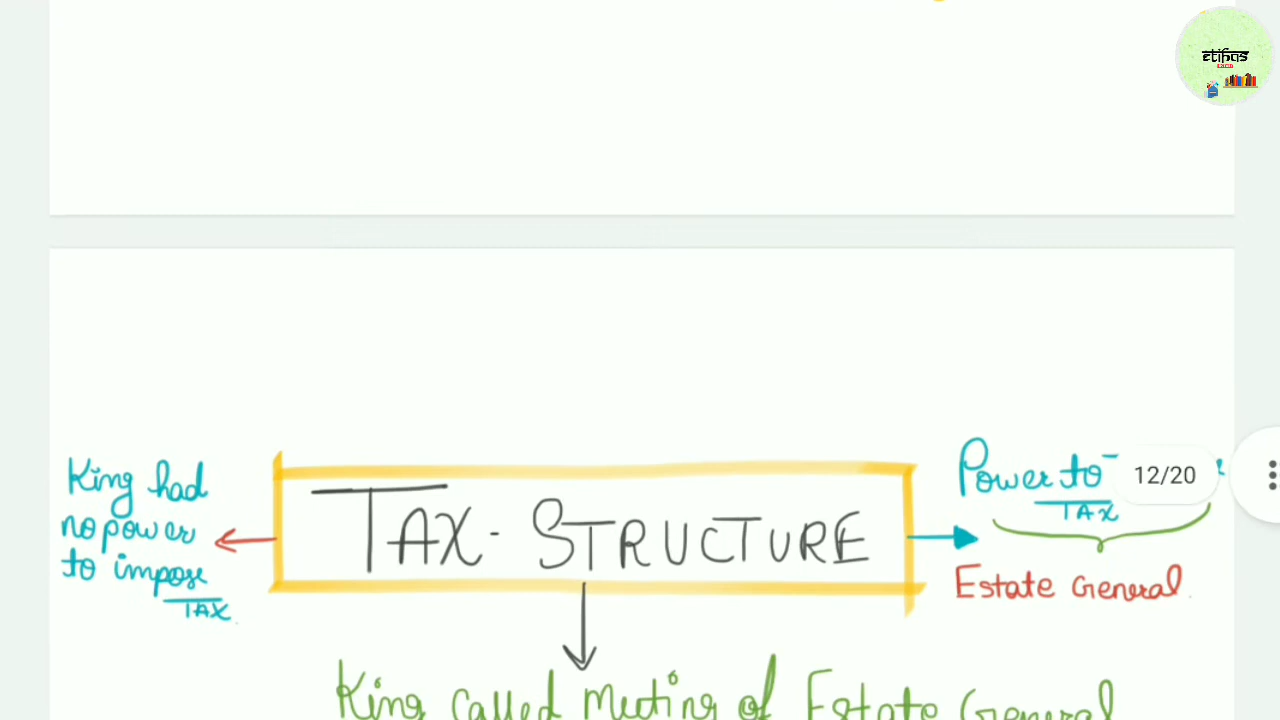 etihas
King had
no power
to impose
TAX
TAX-STRUCTURE
Power to
12/20
TAX
Estate General
King called Meeting of Estate General